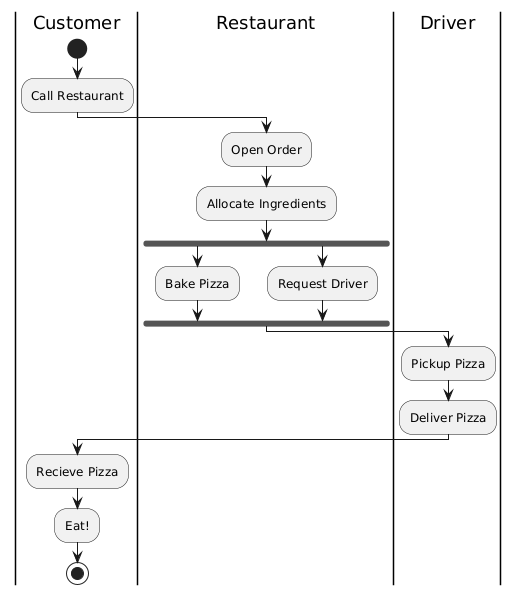 Customer
Restaurant
Driver
Call Restaurant
Open Order
Allocate Ingredients
Bake Pizza
Request Driver
Pickup Pizza
Deliver Pizza
Recieve Pizza
Eat!